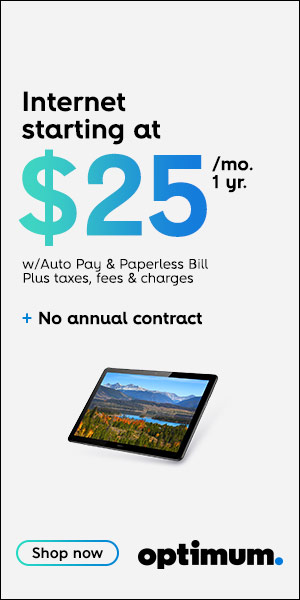 Internet
starting at
$25 /mo.
1 yr.
w/Auto Pay & Paperless Bill
Plus taxes, fees & charges
+ No annual contract
Shop now
optimum.